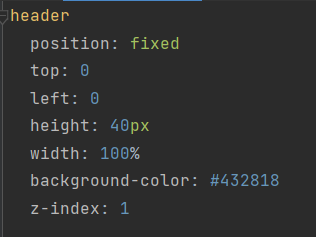 header
position: fixed
top: 0
left: 0
height: 40px
width: 100%
background-color: #432818
z-index: 1